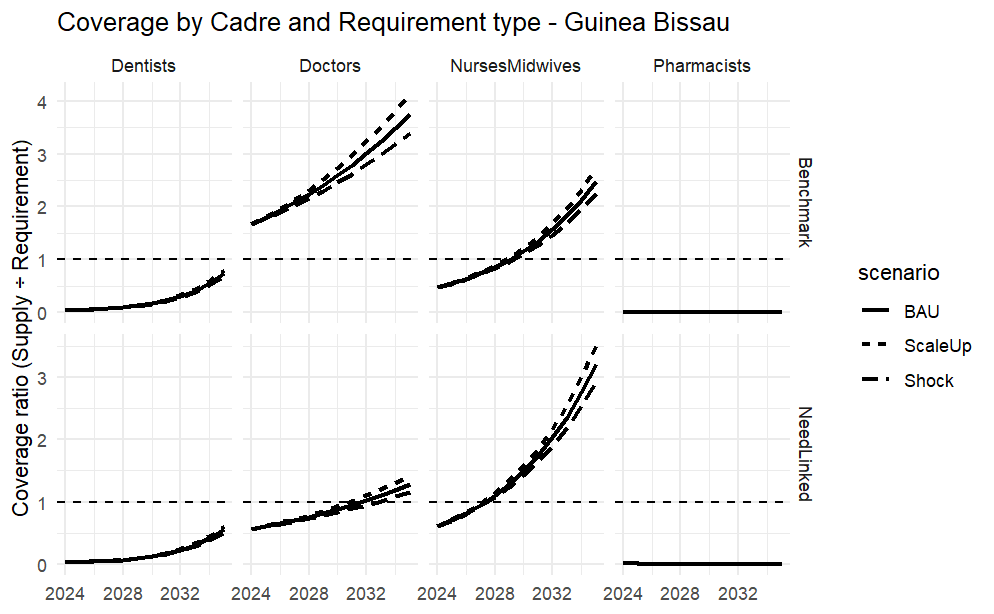 Coverage by Cadre and Requirement type - Guinea Bissau
Dentists
Doctors
NursesMidwives
Pharmacists
Coverage ratio (Supply ÷ Requirement)
4
3
2
1
0
Benchmark
3
2
1
0
NeedLinked
2024 2028 2032
2024 2028 2032
2024 2028 2032
2024 2028 2032
scenario
BAU
ScaleUp
Shock